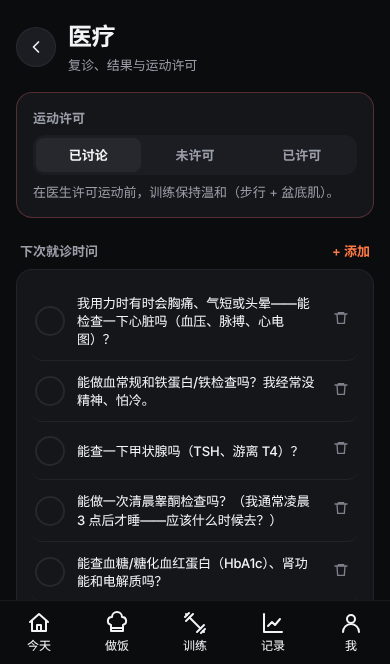 医疗
复诊、结果与运动许可
运动许可
已讨论
未许可
已许可
在医生许可运动前，训练保持温和（步行 + 盆底肌）。
下次就诊时问
+ 添加
我用力时有时会胸痛、气短或头晕——能
检查一下心脏吗（血压、脉搏、心电
图）？
能做血常规和铁蛋白/铁检查吗？我经常没
精神、怕冷。
能查一下甲状腺吗（TSH、游离 T4）？
能做一次清晨睾酮检查吗？（我通常凌晨
3 点后才睡——应该什么时候去？）
能查血糖/糖化血红蛋白（HbA1c）、肾功
能和电解质吗？
今天
做饭
训练
记录
我